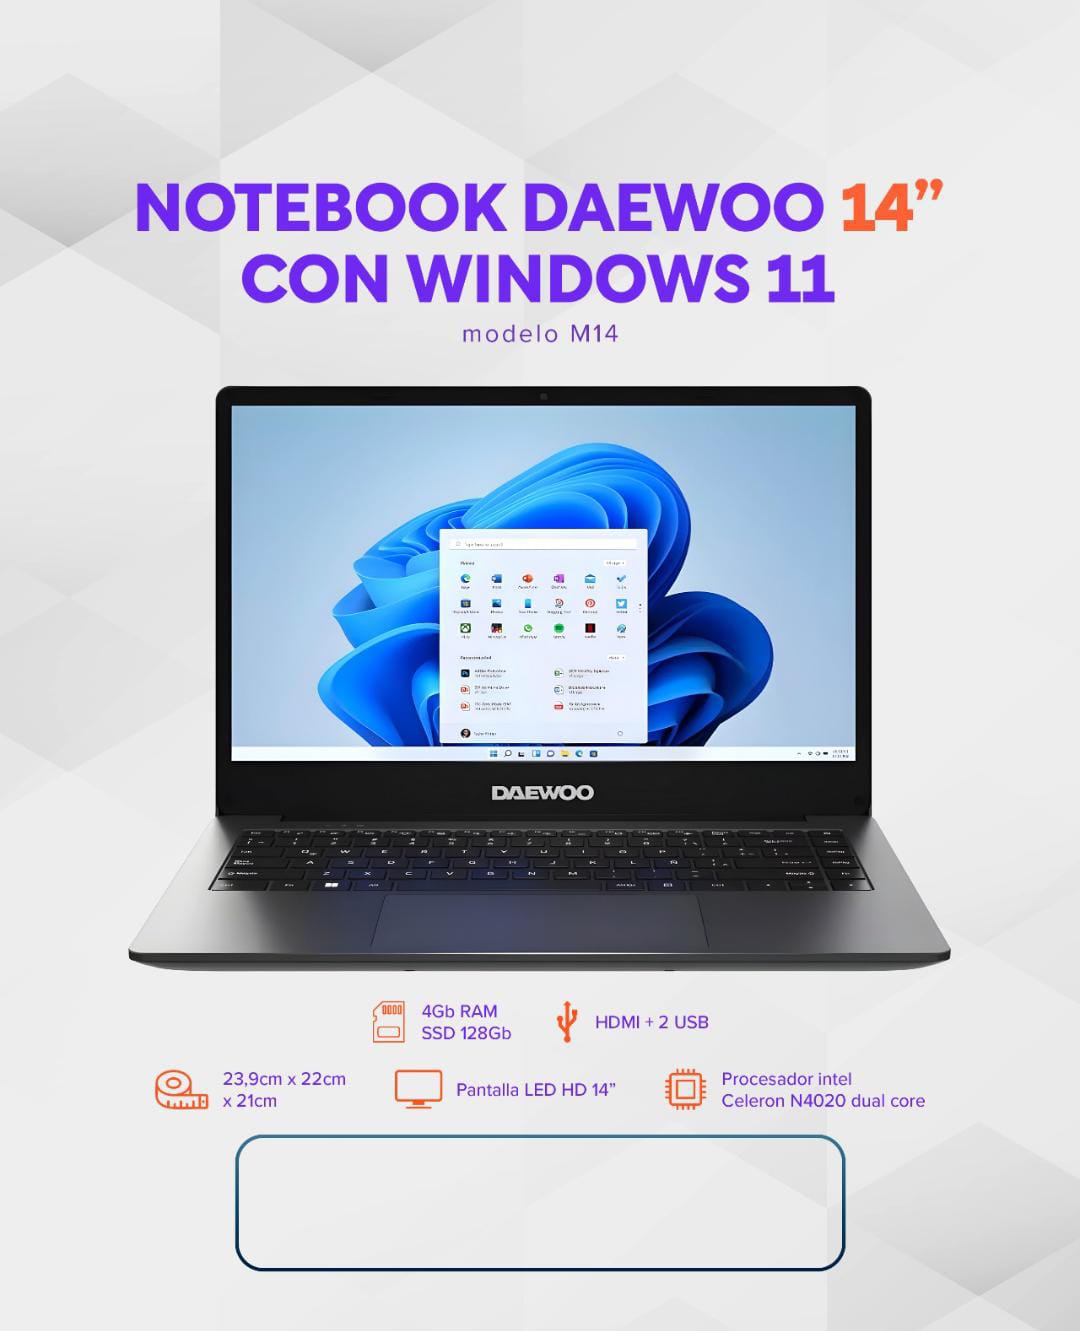 NOTEBOOK DAEWOO 14”
CON WINDOWS 11
modelo M14
DAEWOO
4Gb RAM
SSD 128Gb
HDMI + 2 USB
23,9cm x 22cm
x 21cm
Pantalla LED HD 14”
Procesador intel
Celeron N4020 dual core